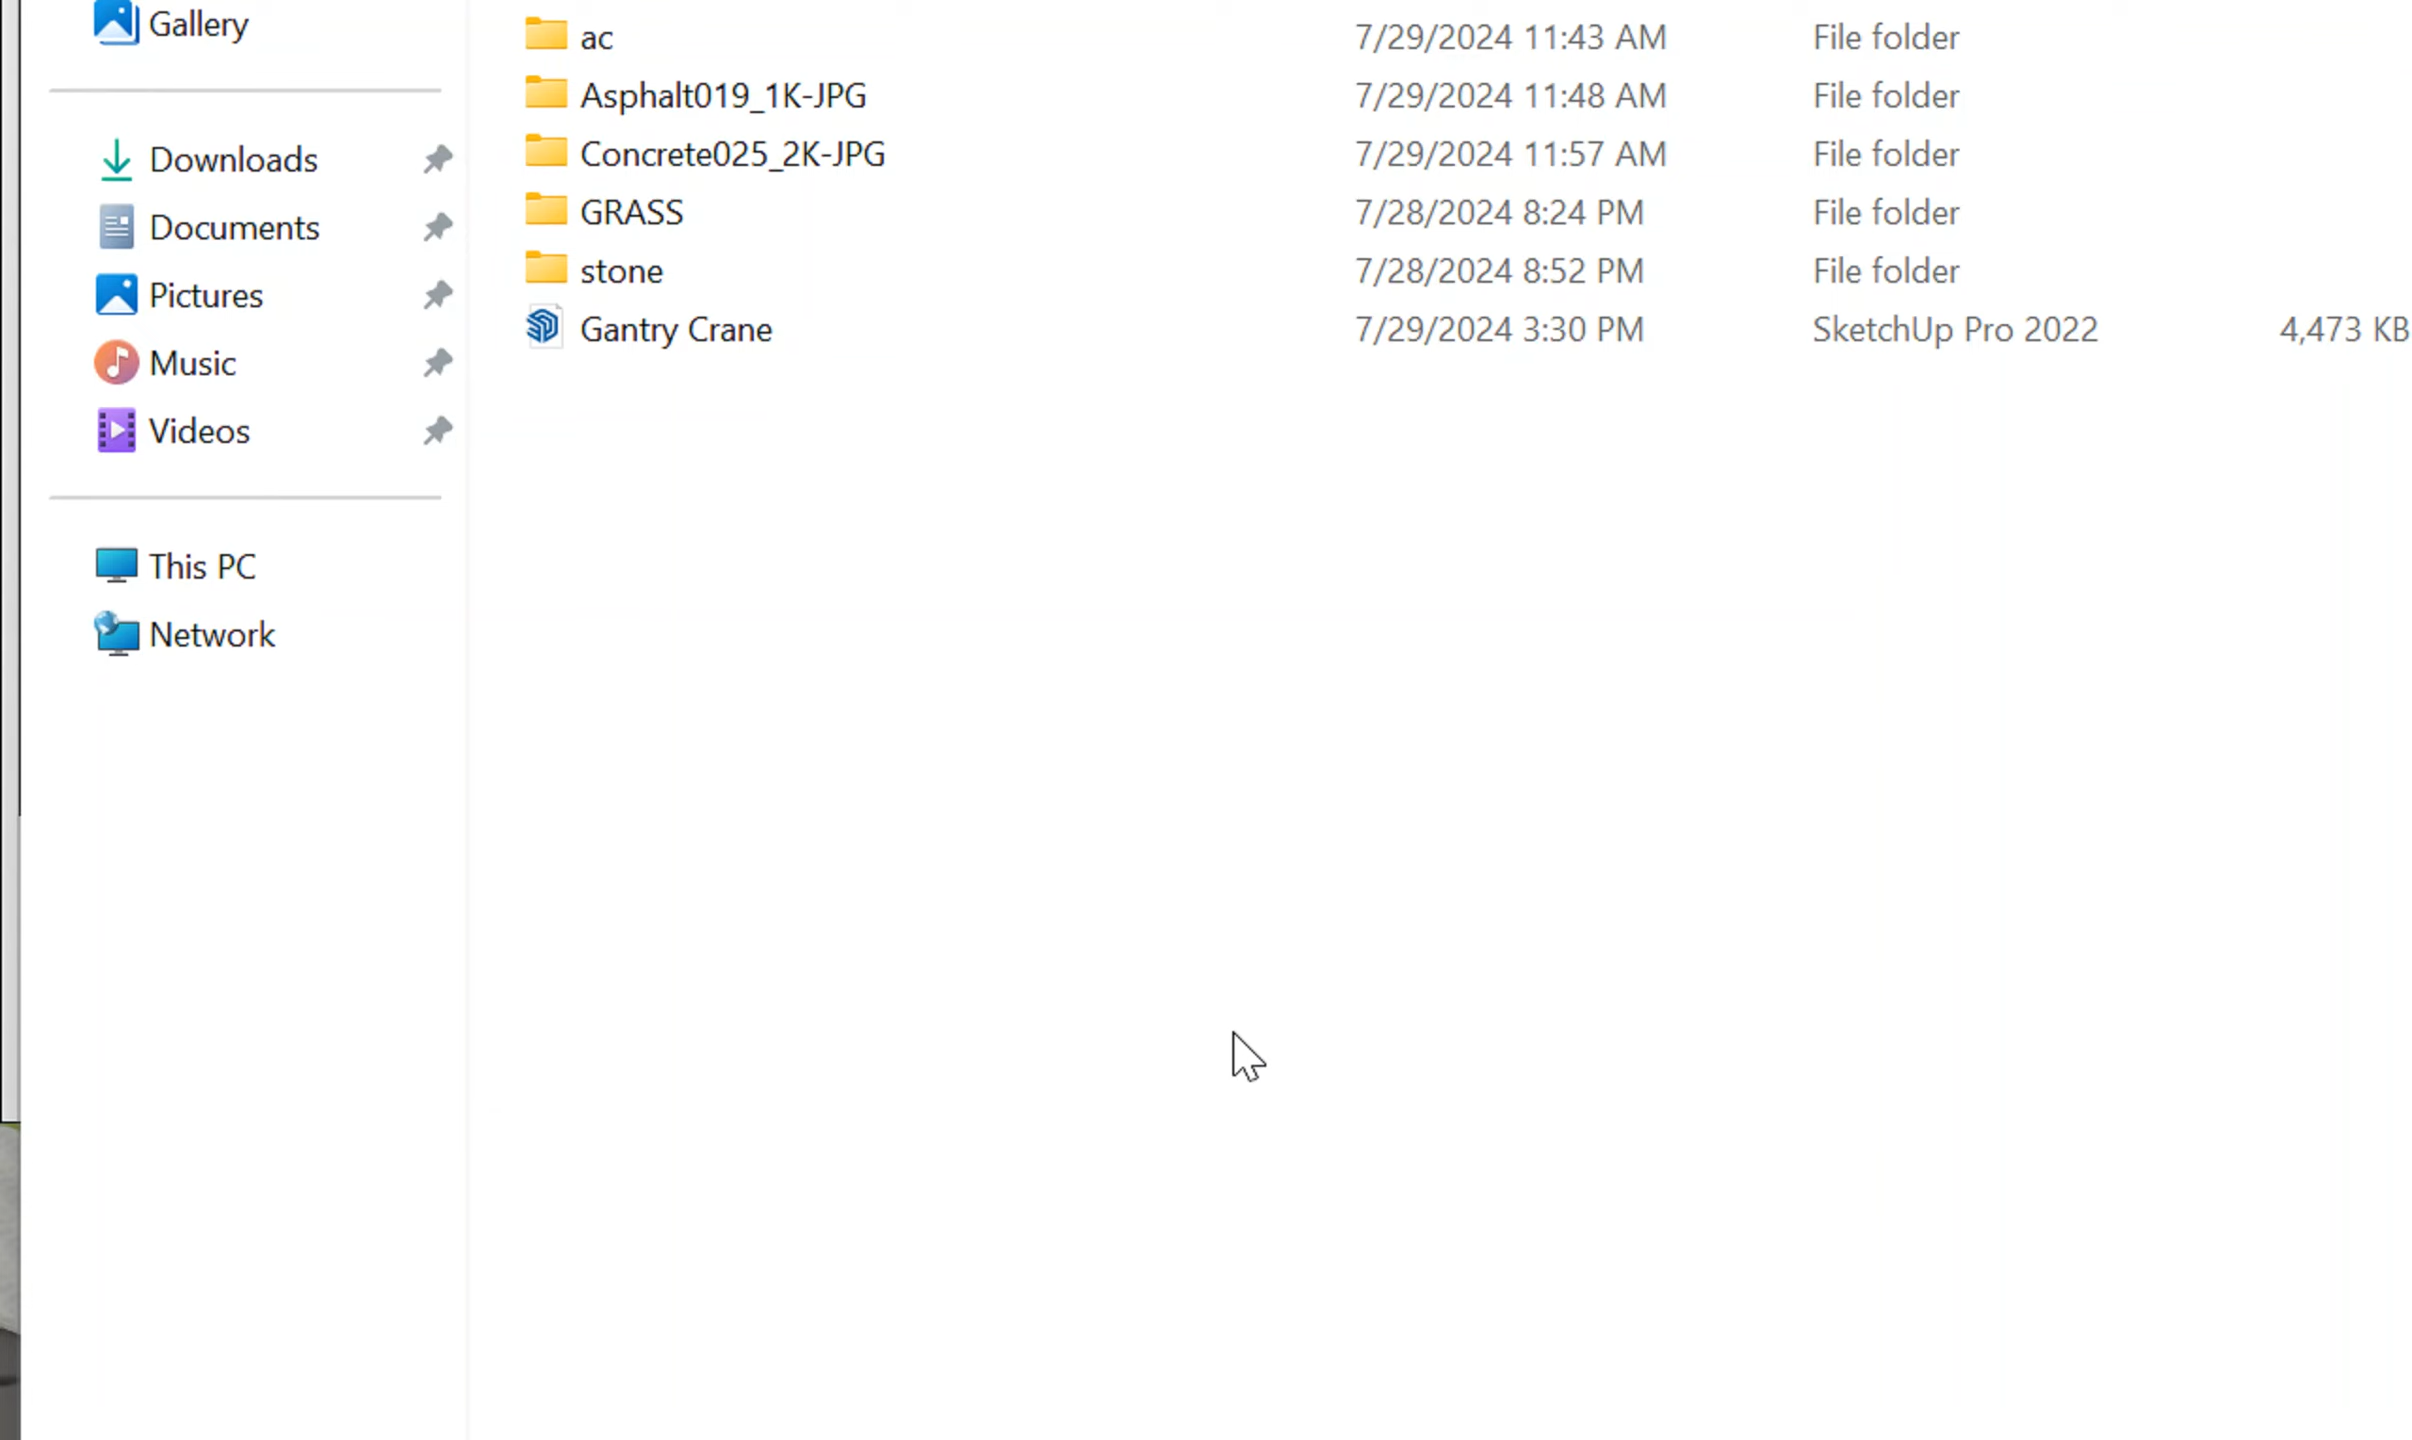 Gallery
Downloads
Documents
Pictures
Music
Videos
This PC
Network
ac 7/29/2024 11:43 AM File folder
Asphalt019_1K-JPG 7/29/2024 11:48 AM File folder
Concrete025_2K-JPG 7/29/2024 11:57 AM File folder
GRASS 7/28/2024 8:24 PM File folder
stone 7/28/2024 8:52 PM File folder
Gantry Crane 7/29/2024 3:30 PM SketchUp Pro 2022 4,473 KB